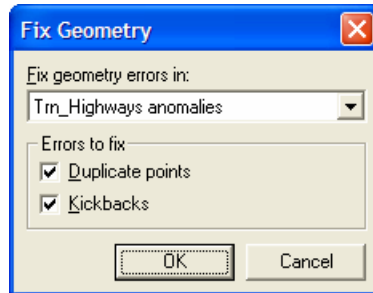 Fix Geometry
Fix geometry errors in:
Trn_Highways anomalies
Errors to fix
Duplicate points
Kickbacks
OK
Cancel